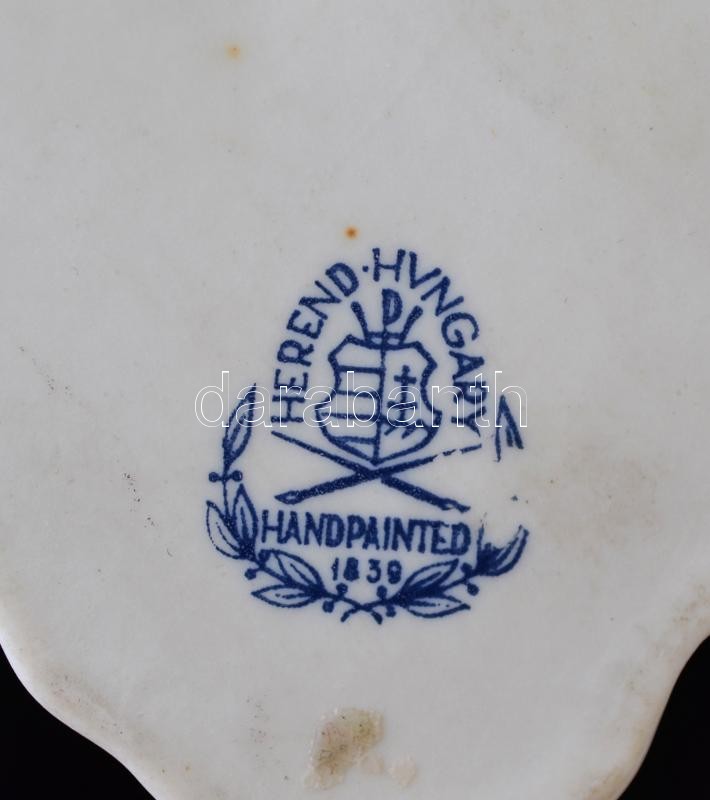 HEREND · HVNGARY
D
darabanth
HANDPAINTED
1839